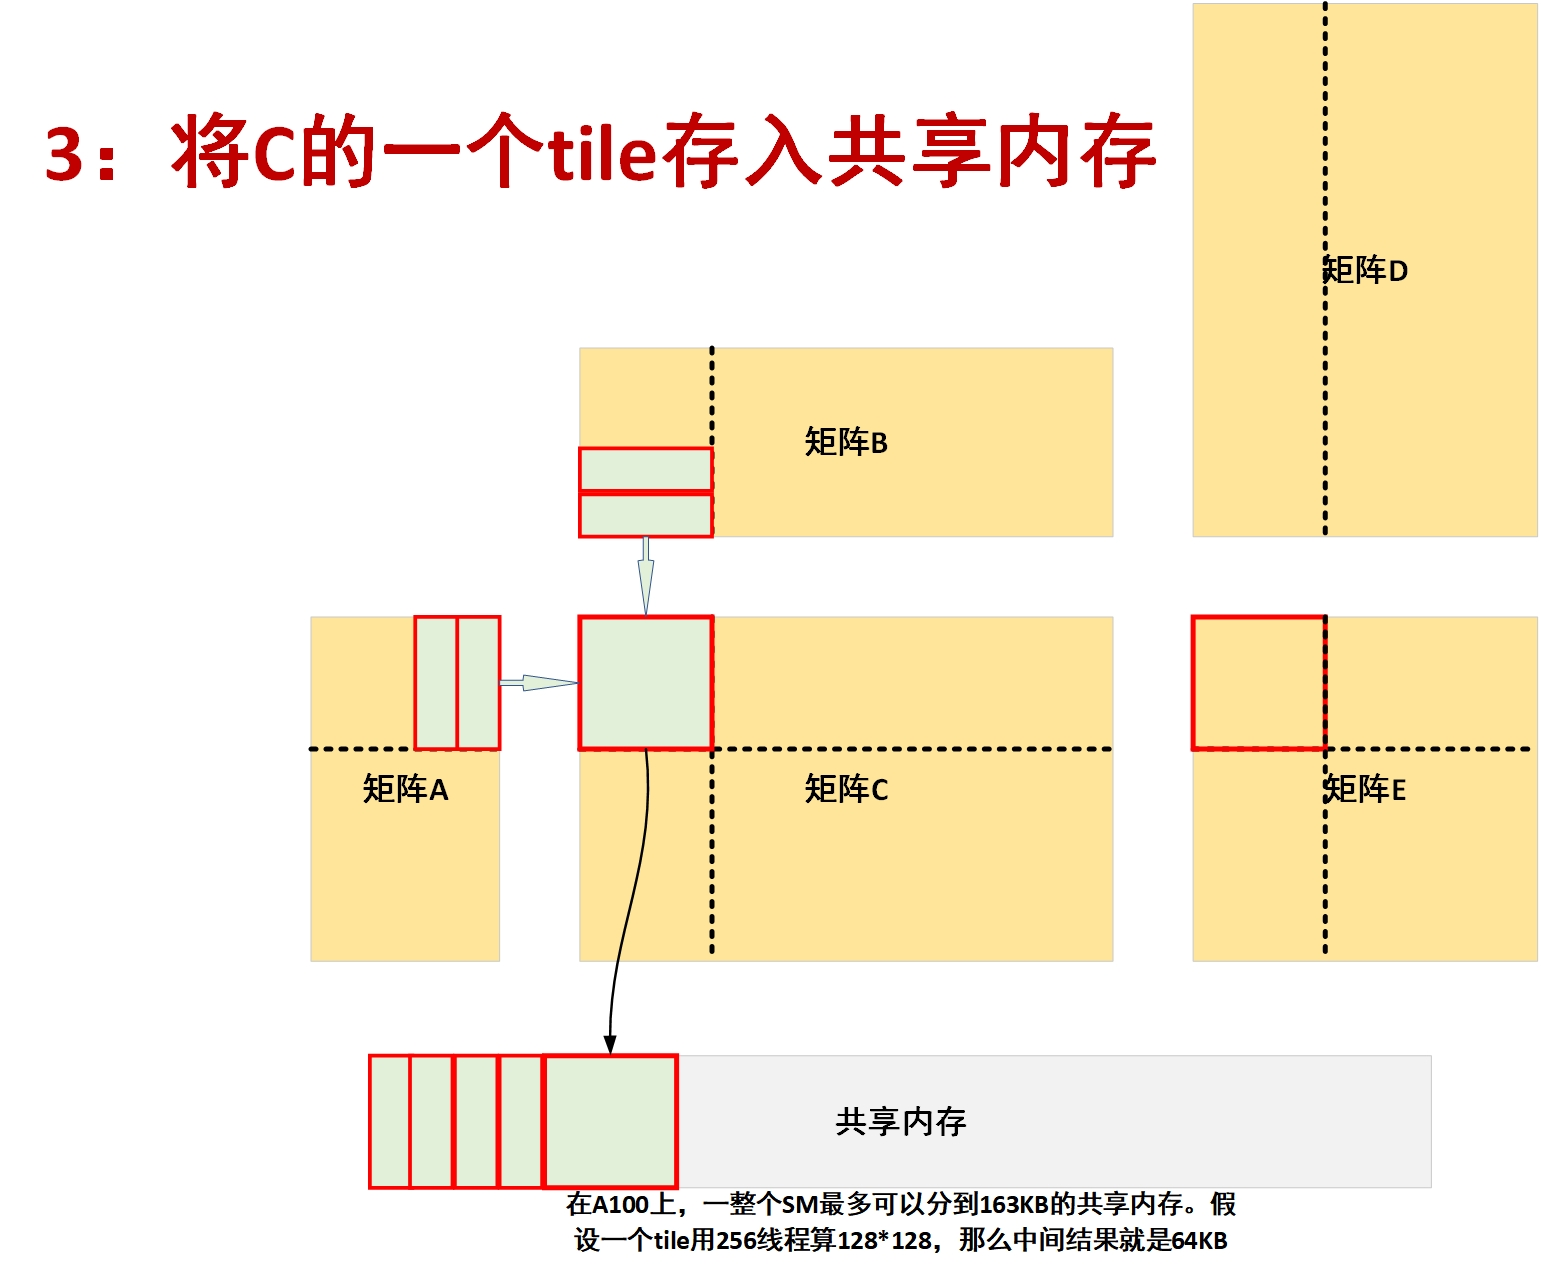 3：将C的一个tile存入共享内存
矩阵D
矩阵B
矩阵A
矩阵C
矩阵E
共享内存
在A100上，一整个SM最多可以分到163KB的共享内存。假
设一个tile用256线程算128*128，那么中间结果就是64KB